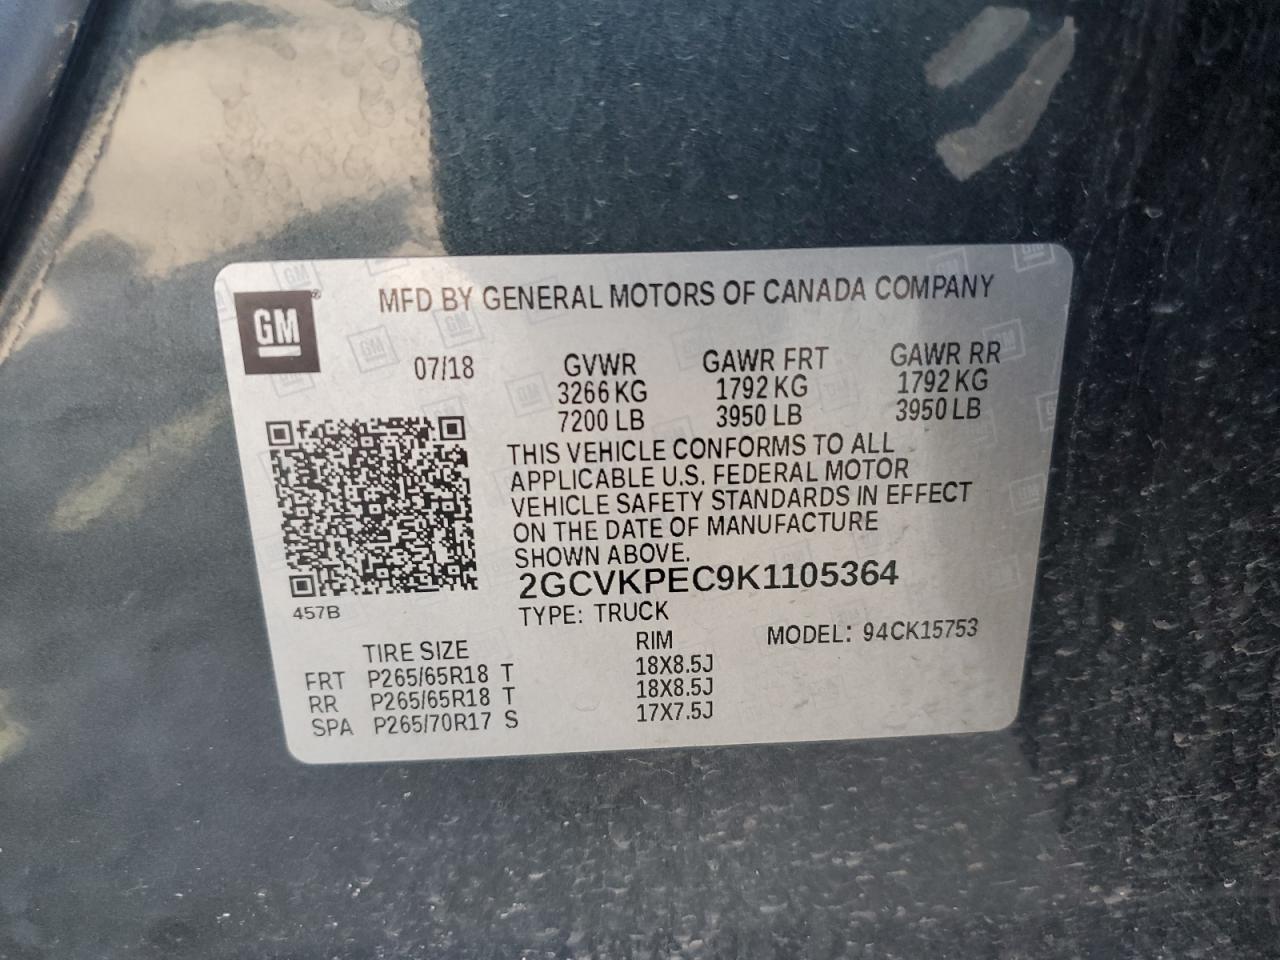 GM®
MFD BY GENERAL MOTORS OF CANADA COMPANY
07/18 GVWR GAWR FRT GAWR RR
3266 KG 1792 KG 1792 KG
7200 LB 3950 LB 3950 LB
THIS VEHICLE CONFORMS TO ALL
APPLICABLE U.S. FEDERAL MOTOR
VEHICLE SAFETY STANDARDS IN EFFECT
ON THE DATE OF MANUFACTURE
SHOWN ABOVE.
2GCVKPEC9K1105364
457B
TYPE: TRUCK
TIRE SIZE RIM MODEL: 94CK15753
FRT P265/65R18 T 18X8.5J
RR P265/65R18 T 18X8.5J
SPA P265/70R17 S 17X7.5J